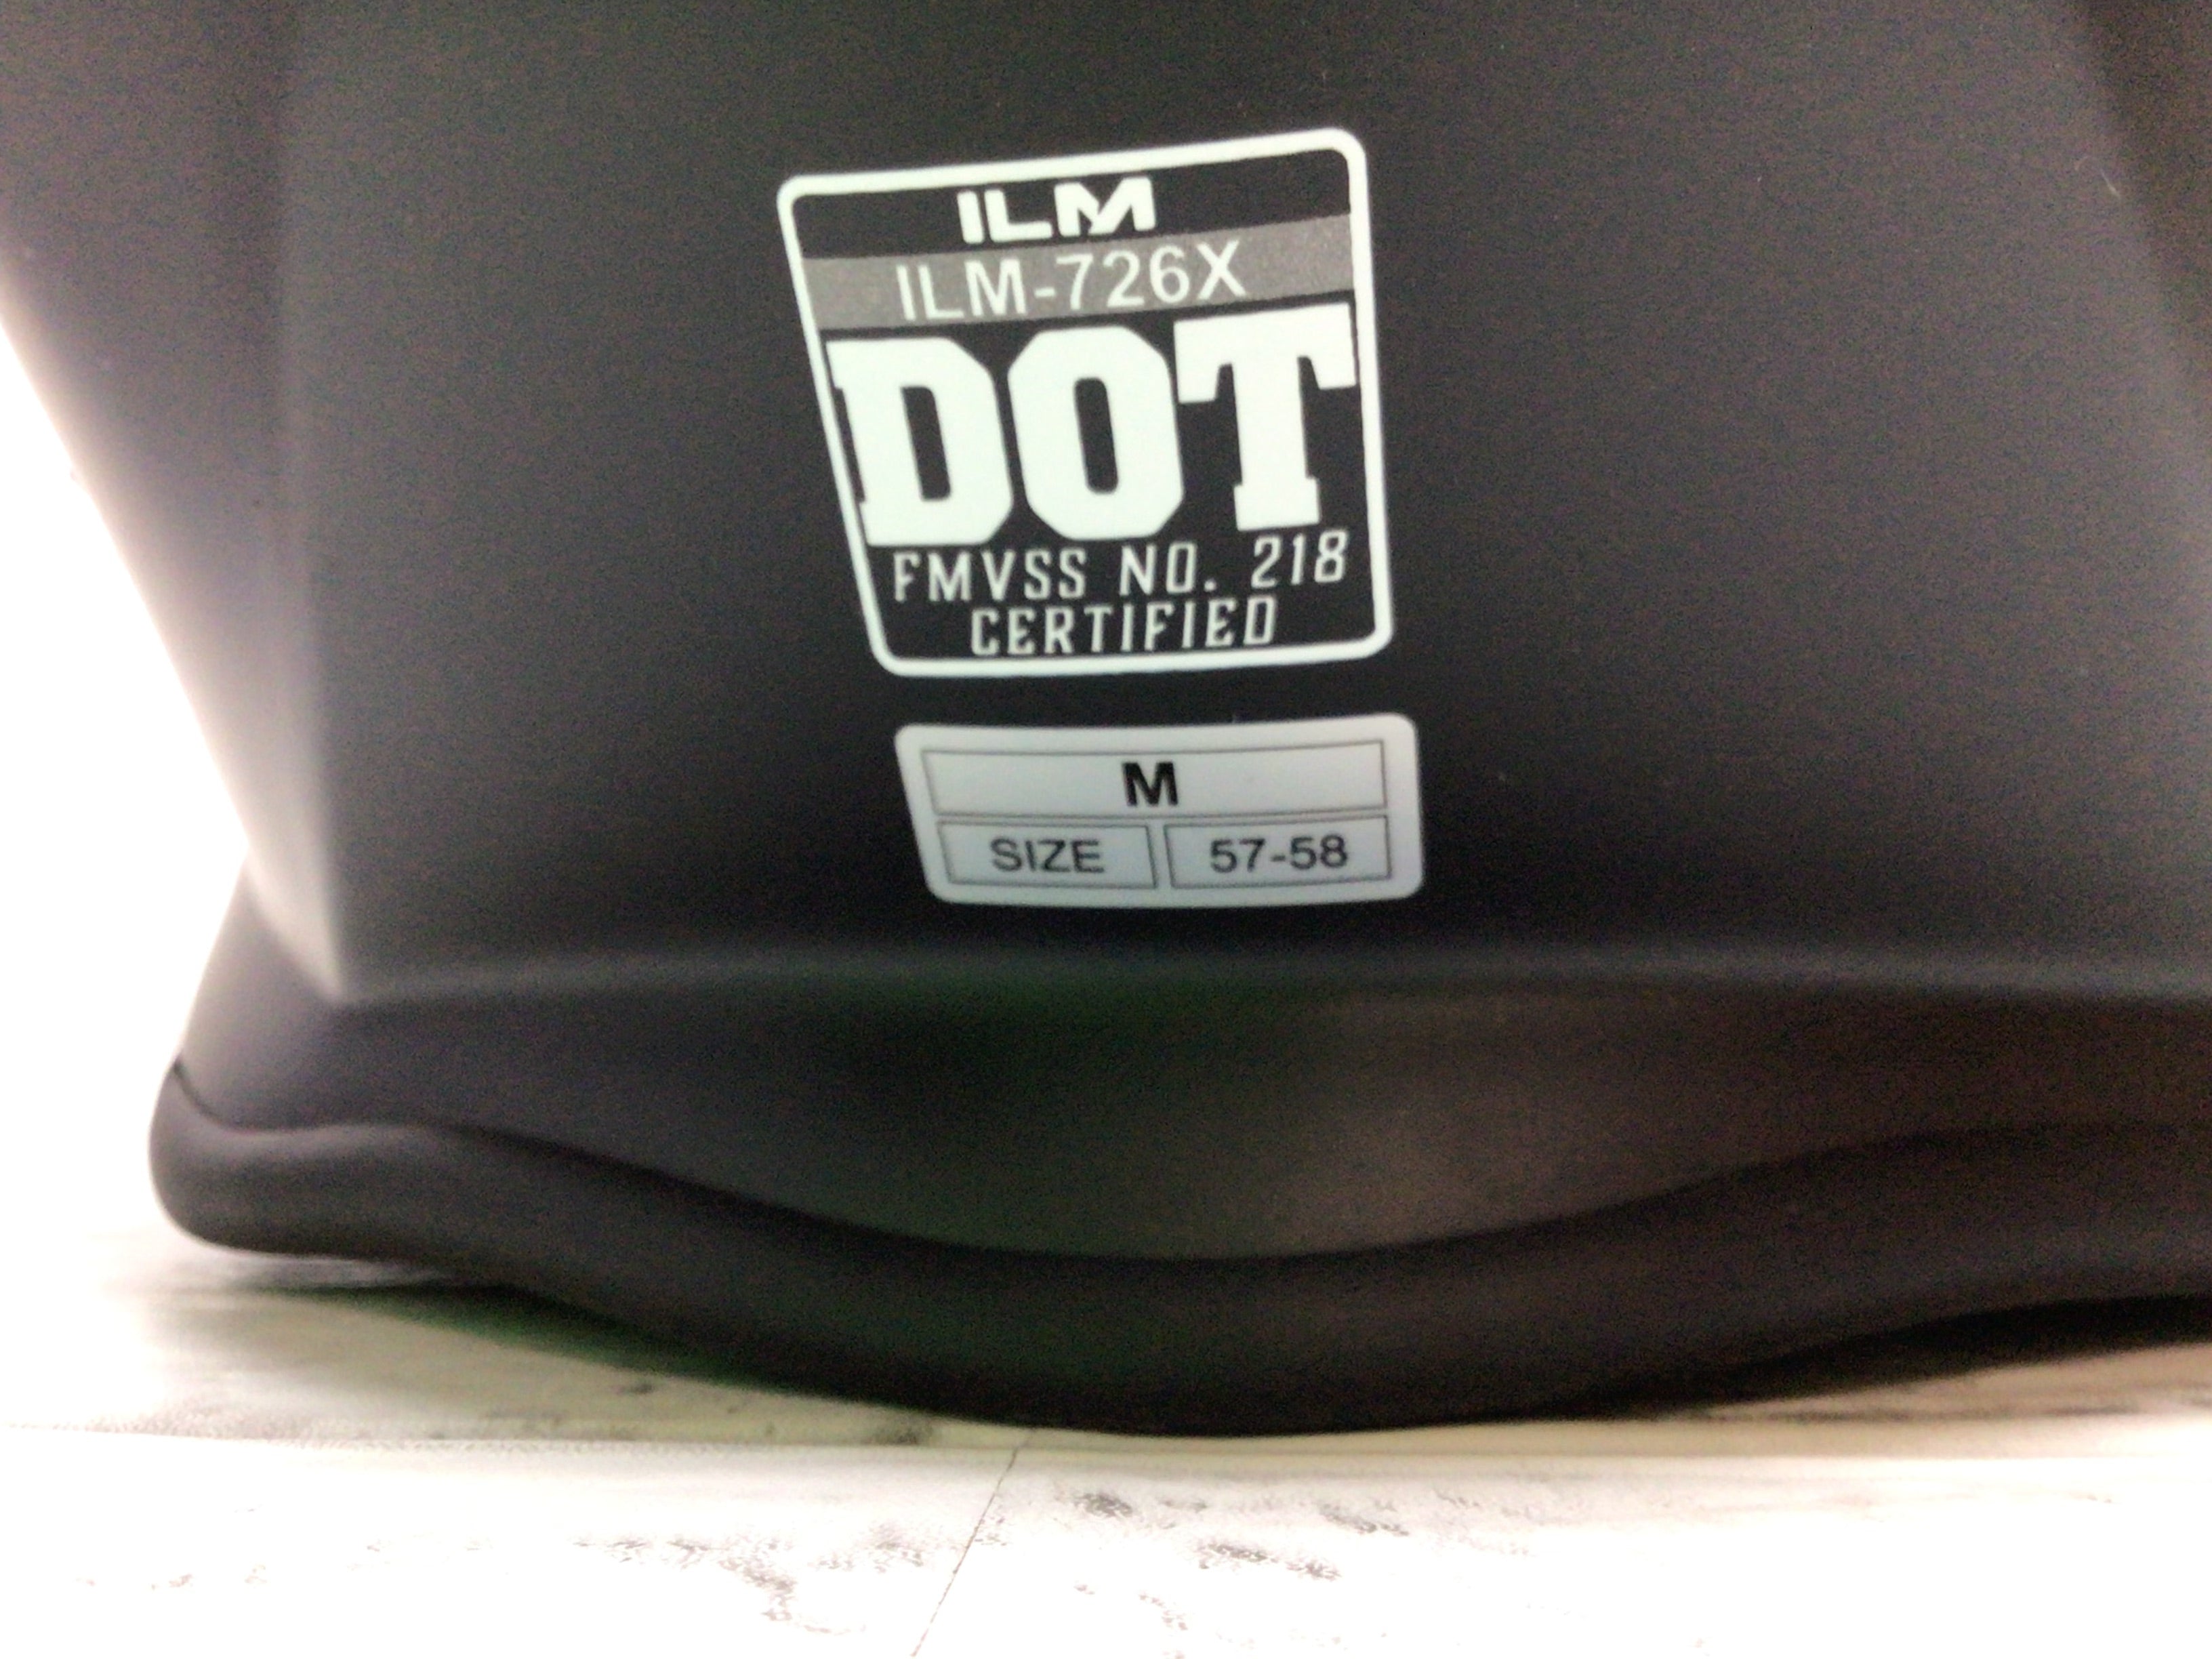 ILM
ILM-726X
DOT
FMVSS NO. 218
CERTIFIED
M
SIZE 57-58